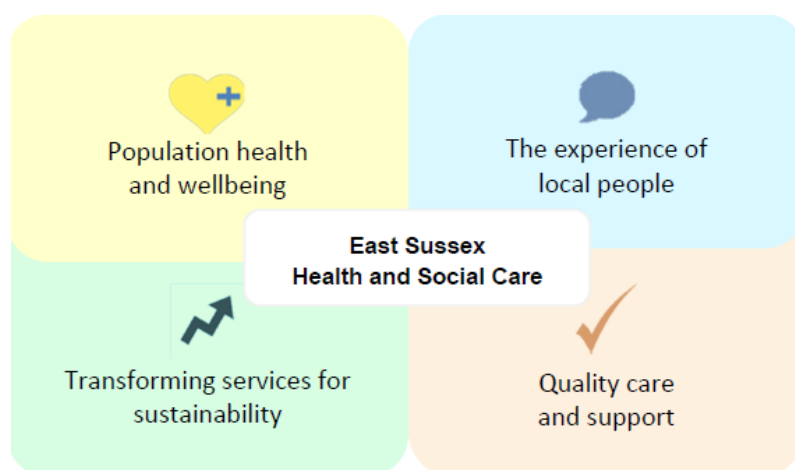 Population health
and wellbeing
The experience of
local people
East Sussex
Health and Social Care
Transforming services for
sustainability
Quality care
and support